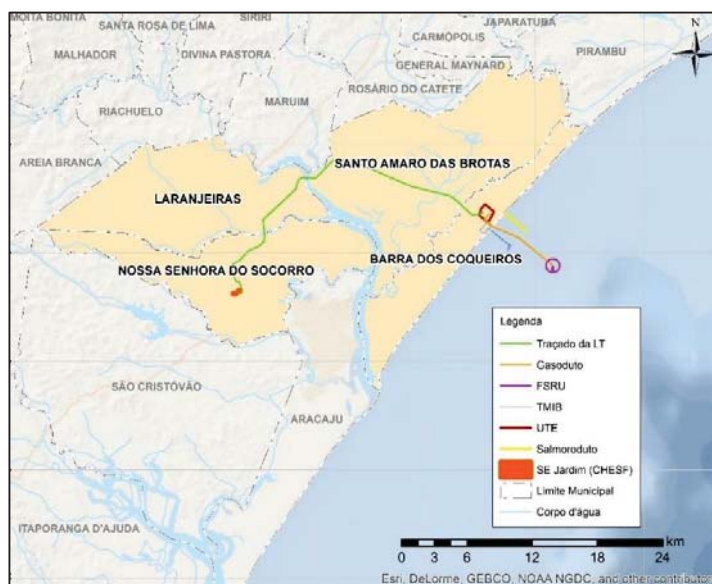 MOITA BONITA
SANTA ROSA DE LIMA
SIRIRI
JAPARATUBA
CARMÓPOLIS
N
MALHADOR
DIVINA PASTORA
PIRAMBU
GENERAL MAYNARD
ROSÁRIO DO CATETE
MARUIM
RIACHUELO
AREIA BRANCA
SANTO AMARO DAS BROTAS
LARANJEIRAS
BARRA DOS COQUEIROS
NOSSA SENHORA DO SOCORRO
SÃO CRISTÓVÃO
ARACAJU
ITAPORANGA D'AJUDA
Legenda
Traçado da LT
Gasoduto
FSRU
TMIB
UTE
Salmoroduto
SE Jardim (CHESF)
Limite Municipal
Corpo d'água
km
0 3 6 12 18 24
Esri, DeLorme, GEBCO, NOAA NGDC, and other contributors